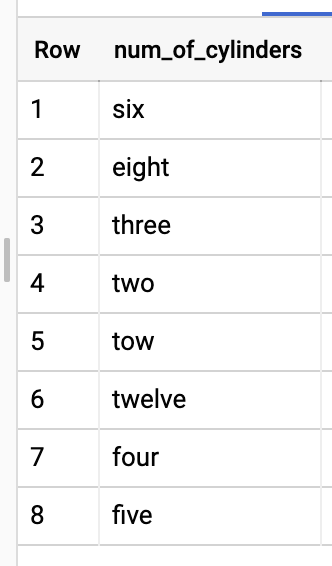 Row num_of_cylinders
1 six
2 eight
3 three
4 two
5 tow
6 twelve
7 four
8 five